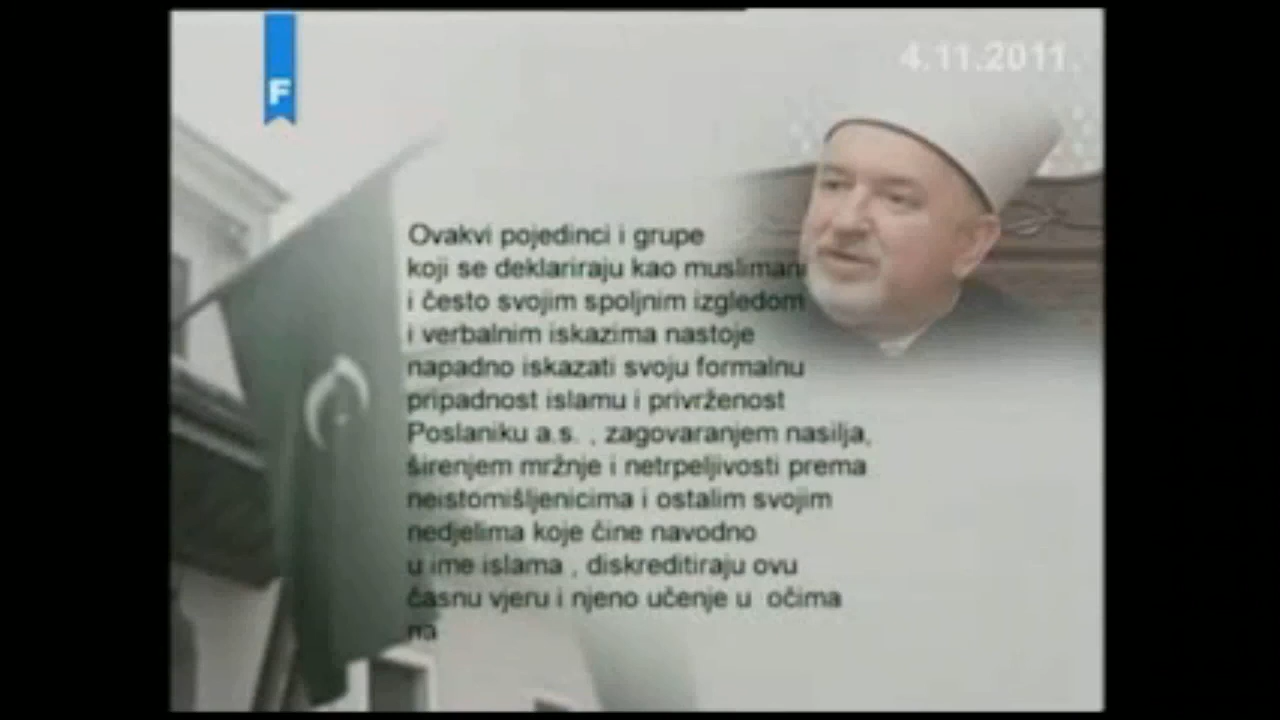 F
4.11.2011.
Ovakvi pojedinci i grupe
koji se deklariraju kao muslimani
i često svojim spoljnim izgledom
i verbalnim iskazima nastoje
napadno iskazati svoju formalnu
pripadnost islamu i privrženost
Poslaniku a.s. , zagovaranjem nasilja,
širenjem mržnje i netrpeljivosti prema
neistomišljenicima i ostalim svojim
nedjelima koje čine navodno
u ime islama , diskreditiraju ovu
časnu vjeru i njeno učenje u očima
na